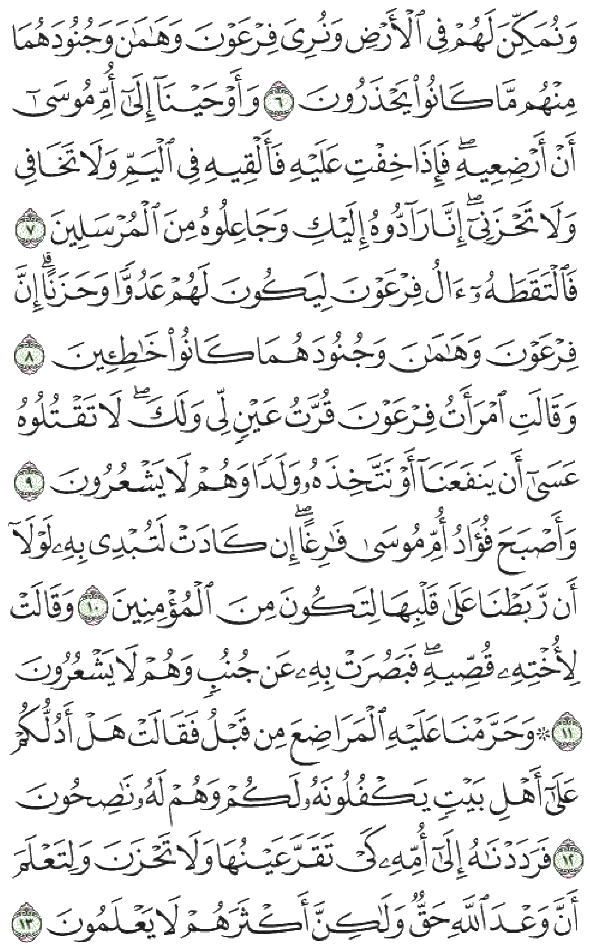 وَنُمَكِّنَ لَهُمْ فِي ٱلْأَرْضِ وَنُرِيَ فِرْعَوْنَ وَهَٰمَٰنَ وَجُنُودَهُمَا
مِنْهُم مَّا كَانُوا۟ يَحْذَرُونَ ٦ وَأَوْحَيْنَآ إِلَىٰٓ أُمِّ مُوسَىٰٓ
أَنْ أَرْضِعِيهِ ۖ فَإِذَا خِفْتِ عَلَيْهِ فَأَلْقِيهِ فِي ٱلْيَمِّ وَلَا تَخَافِي
وَلَا تَحْزَنِىٓ ۖ إِنَّا رَآدُّوهُ إِلَيْكِ وَجَاعِلُوهُ مِنَ ٱلْمُرْسَلِينَ ٧
فَٱلْتَقَطَهُۥٓ ءَالُ فِرْعَوْنَ لِيَكُونَ لَهُمْ عَدُوًّا وَحَزَنًا ۗ إِنَّ
فِرْعَوْنَ وَهَٰمَٰنَ وَجُنُودَهُمَا كَانُوا۟ خَٰطِـِٔينَ ٨
وَقَالَتِ ٱمْرَأَتُ فِرْعَوْنَ قُرَّتُ عَيْنٍ لِّي وَلَكَ ۖ لَا تَقْتُلُوهُ
عَسَىٰٓ أَن يَنفَعَنَآ أَوْ نَتَّخِذَهُۥ وَلَدًا وَهُمْ لَا يَشْعُرُونَ ٩
وَأَصْبَحَ فُؤَادُ أُمِّ مُوسَىٰ فَٰرِغًا ۖ إِن كَادَتْ لَتُبْدِي بِهِۦ لَوْلَآ
أَن رَّبَطْنَا عَلَىٰ قَلْبِهَا لِتَكُونَ مِنَ ٱلْمُؤْمِنِينَ ١٠ وَقَالَتْ
لِأُخْتِهِۦ قُصِّيهِ ۖ فَبَصُرَتْ بِهِۦ عَن جُنُبٍ وَهُمْ لَا يَشْعُرُونَ
١١ ۞ وَحَرَّمْنَا عَلَيْهِ ٱلْمَرَاضِعَ مِن قَبْلُ فَقَالَتْ هَلْ أَدُلُّكُمْ
عَلَىٰٓ أَهْلِ بَيْتٍ يَكْفُلُونَهُۥ لَكُمْ وَهُمْ لَهُۥ نَٰصِحُونَ
١٢ فَرَدَدْنَٰهُ إِلَىٰٓ أُمِّهِۦ كَىْ تَقَرَّ عَيْنُهَا وَلَا تَحْزَنَ وَلِتَعْلَمَ
أَنَّ وَعْدَ ٱللَّهِ حَقٌّ وَلَٰكِنَّ أَكْثَرَهُمْ لَا يَعْلَمُونَ ١٣